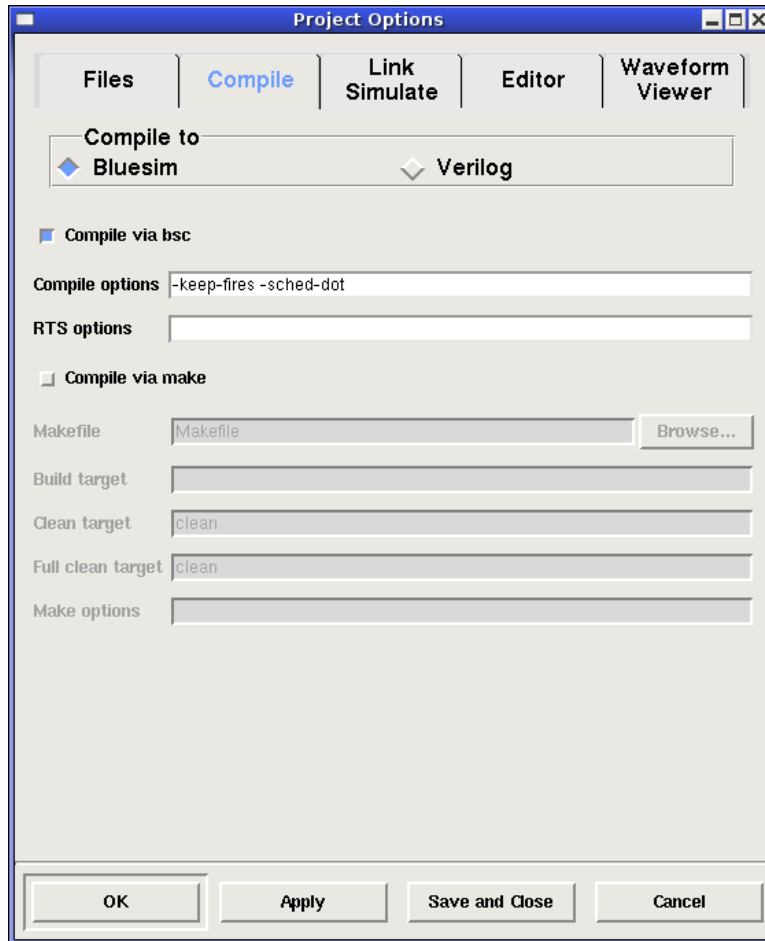 Project Options
Files
Compile
Link
Simulate
Editor
Waveform
Viewer
Compile to
Bluesim
Verilog
Compile via bsc
Compile options
-keep-fires -sched-dot
RTS options
Compile via make
Makefile
Makefile
Browse...
Build target
Clean target
clean
Full clean target
clean
Make options
OK
Apply
Save and Close
Cancel